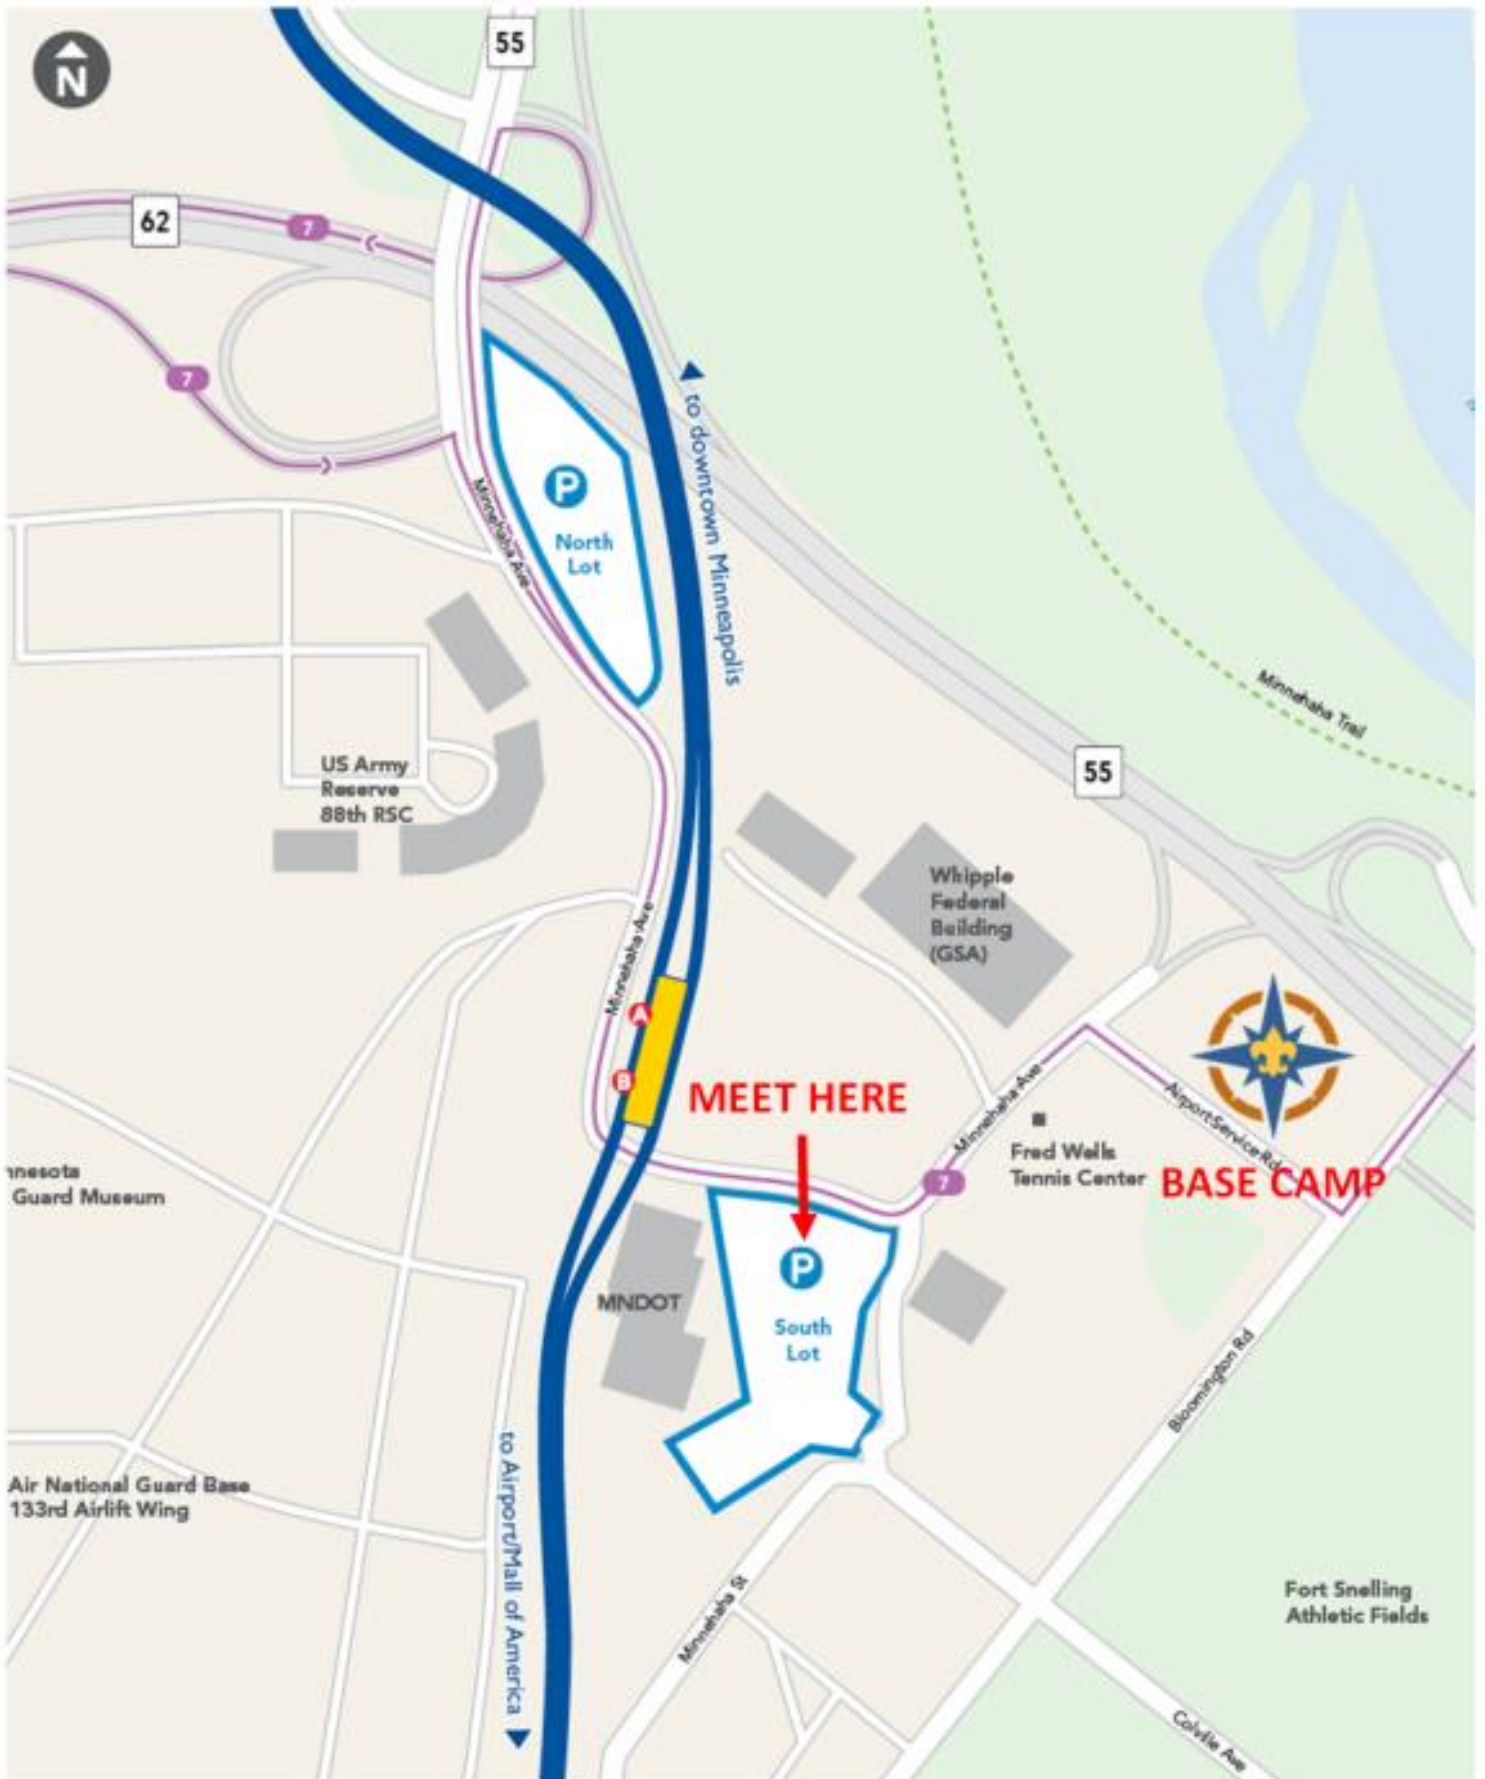 N
55
62
7
7
to downtown Minneapolis
P
North
Lot
Minnehaha Ave
Minnehaha Trail
US Army
Reserve
88th RSC
55
Whipple
Federal
Building
(GSA)
Minnehaha Ave
A
B
MEET HERE
Minnehaha Ave
Airport Service Rd
Fred Wells
Tennis Center
7
BASE CAMP
nnesota
Guard Museum
P
South
Lot
MNDOT
Bloomington Rd
to Airport/Mall of America
Air National Guard Base
133rd Airlift Wing
Minnehaha St
Fort Snelling
Athletic Fields
Colville Ave